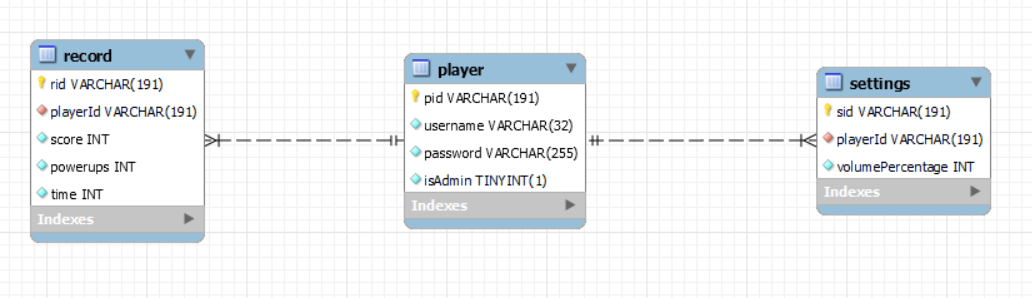 record
rid VARCHAR(191)
playerId VARCHAR(191)
score INT
powerups INT
time INT
Indexes
player
pid VARCHAR(191)
username VARCHAR(32)
password VARCHAR(255)
isAdmin TINYINT(1)
Indexes
settings
sid VARCHAR(191)
playerId VARCHAR(191)
volumePercentage INT
Indexes